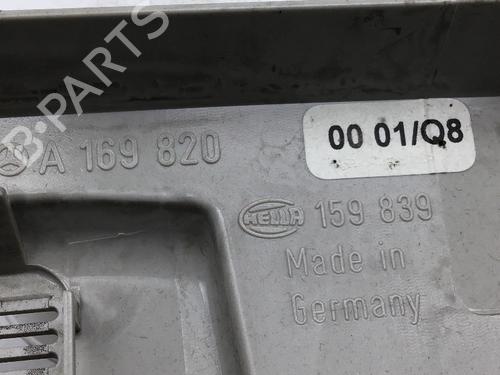 B-PARTS
A 169 820
00 01/Q8
HELLA 159 839
Made in
Germany